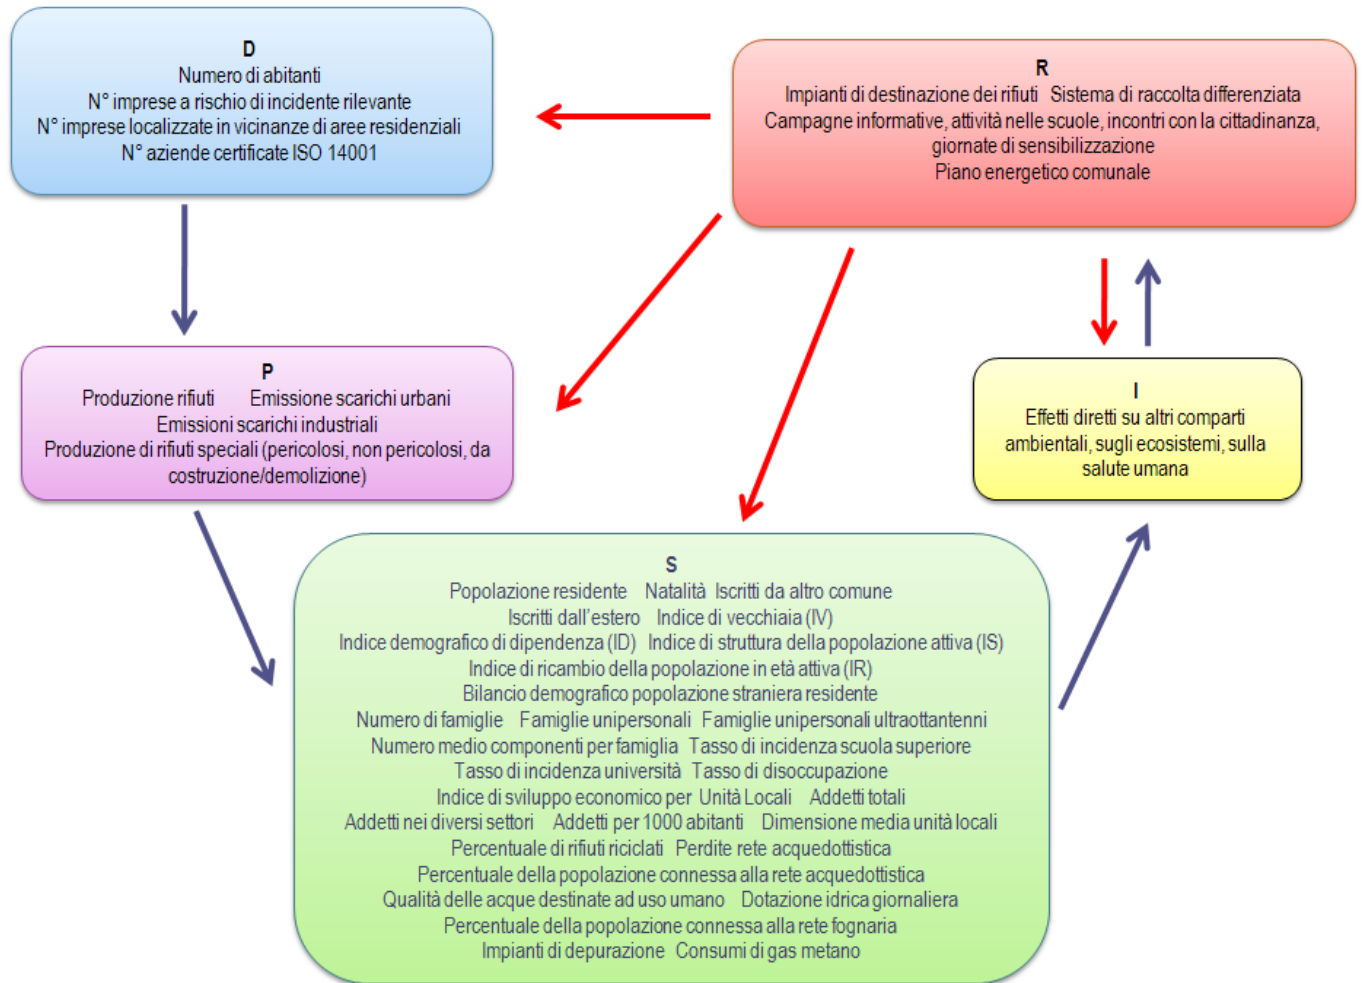 D
Numero di abitanti
N° imprese a rischio di incidente rilevante
N° imprese localizzate in vicinanze di aree residenziali
N° aziende certificate ISO 14001
R
Impianti di destinazione dei rifiuti Sistema di raccolta differenziata
Campagne informative, attività nelle scuole, incontri con la cittadinanza,
giornate di sensibilizzazione
Piano energetico comunale
P
Produzione rifiuti Emissione scarichi urbani
Emissioni scarichi industriali
Produzione di rifiuti speciali (pericolosi, non pericolosi, da
costruzione/demolizione)
I
Effetti diretti su altri comparti
ambientali, sugli ecosistemi, sulla
salute umana
S
Popolazione residente Natalità Iscritti da altro comune
Iscritti dall'estero Indice di vecchiaia (IV)
Indice demografico di dipendenza (ID) Indice di struttura della popolazione attiva (IS)
Indice di ricambio della popolazione in età attiva (IR)
Bilancio demografico popolazione straniera residente
Numero di famiglie Famiglie unipersonali Famiglie unipersonali ultraottantenni
Numero medio componenti per famiglia Tasso di incidenza scuola superiore
Tasso di incidenza università Tasso di disoccupazione
Indice di sviluppo economico per Unità Locali Addetti totali
Addetti nei diversi settori Addetti per 1000 abitanti Dimensione media unità locali
Percentuale di rifiuti riciclati Perdite rete acquedottistica
Percentuale della popolazione connessa alla rete acquedottistica
Qualità delle acque destinate ad uso umano Dotazione idrica giornaliera
Percentuale della popolazione connessa alla rete fognaria
Impianti di depurazione Consumi di gas metano